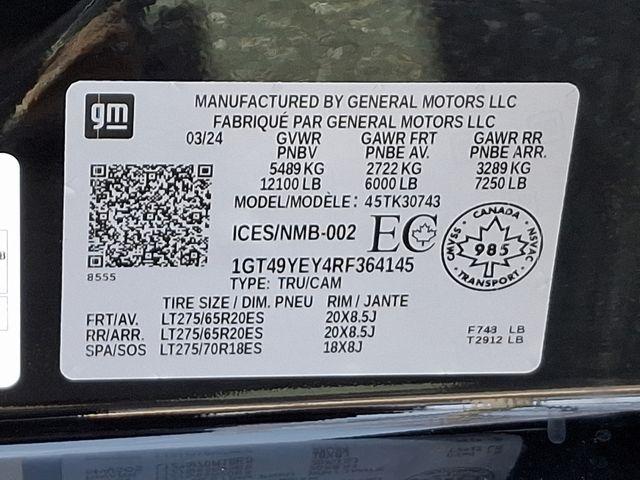 gm
MANUFACTURED BY GENERAL MOTORS LLC
FABRIQUÉ PAR GENERAL MOTORS LLC
03/24 GVWR GAWR FRT GAWR RR
PNBV PNBE AV. PNBE ARR.
5489 KG 2722 KG 3289 KG
12100 LB 6000 LB 7250 LB
MODEL/MODÈLE: 45TK30743
ICES/NMB-002 EC
CANADA
CMVSS 985 NSVAC
TRANSPORT
8555
1GT49YEY4RF364145
TYPE: TRU/CAM
TIRE SIZE / DIM. PNEU RIM / JANTE
FRT/AV. LT275/65R20ES 20X8.5J
RR/ARR. LT275/65R20ES 20X8.5J
SPA/SOS LT275/70R18ES 18X8J
F748 LB
T2912 LB